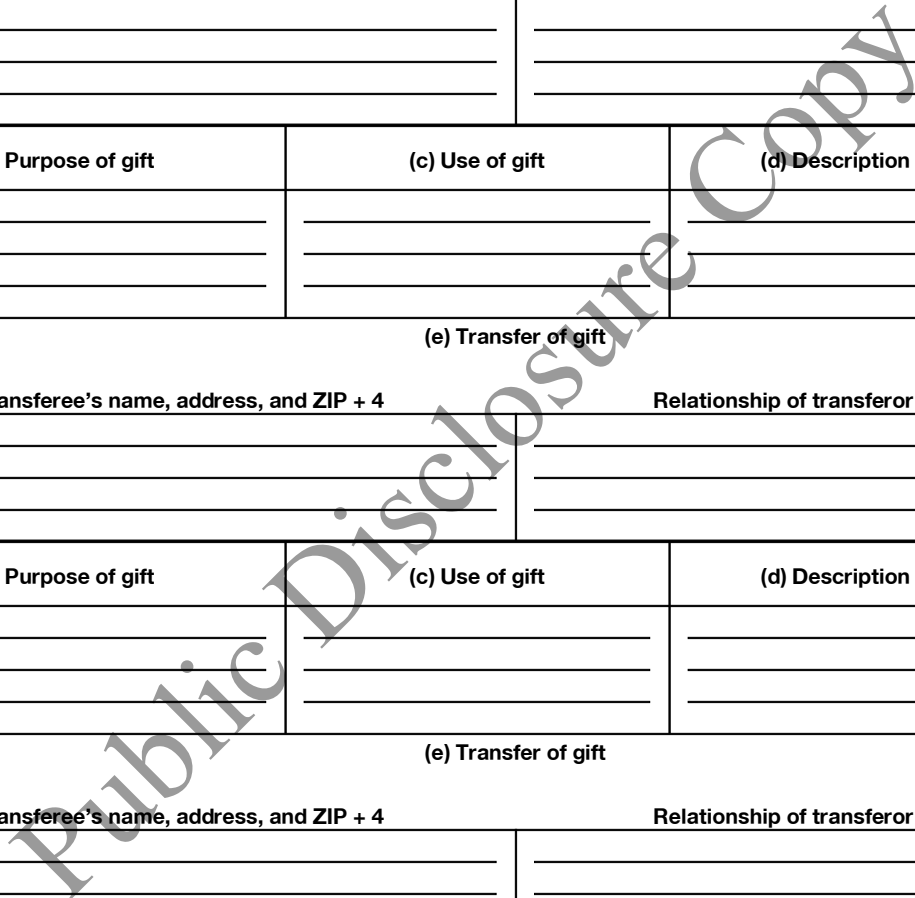 Purpose of gift (c) Use of gift (d) Description
(e) Transfer of gift
ansferee's name, address, and ZIP + 4 Relationship of transferor
Purpose of gift (c) Use of gift (d) Description
(e) Transfer of gift
ansferee's name, address, and ZIP + 4 Relationship of transferor
Public Disclosure Copy